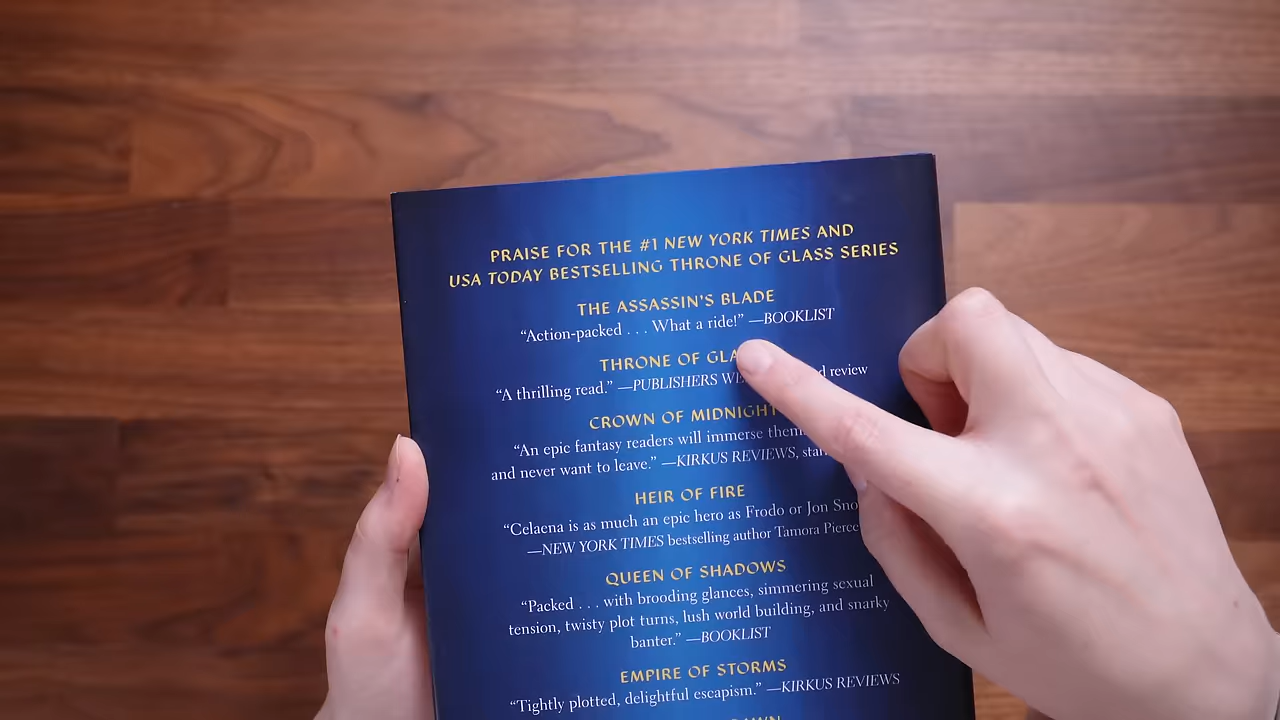 PRAISE FOR THE #1 NEW YORK TIMES AND
USA TODAY BESTSELLING THRONE OF GLASS SERIES
THE ASSASSIN'S BLADE
“Action-packed . . . What a ride!” —BOOKLIST
THRONE OF
“A thrilling read.” —PUBLISHERS review
CROWN OF MIDNIGHT
“An epic fantasy readers will immerse
and never want to leave.” —KIRKUS REVIEWS,
HEIR OF FIRE
“Celaena is as much an epic hero as Frodo or Jon
—NEW YORK TIMES bestselling author Tamora Pierce
QUEEN OF SHADOWS
“Packed . . . with brooding glances, simmering sexual
tension, twisty plot turns, lush world building, and snarky
banter.” —BOOKLIST
EMPIRE OF STORMS
“Tightly plotted, delightful escapism.” —KIRKUS REVIEWS